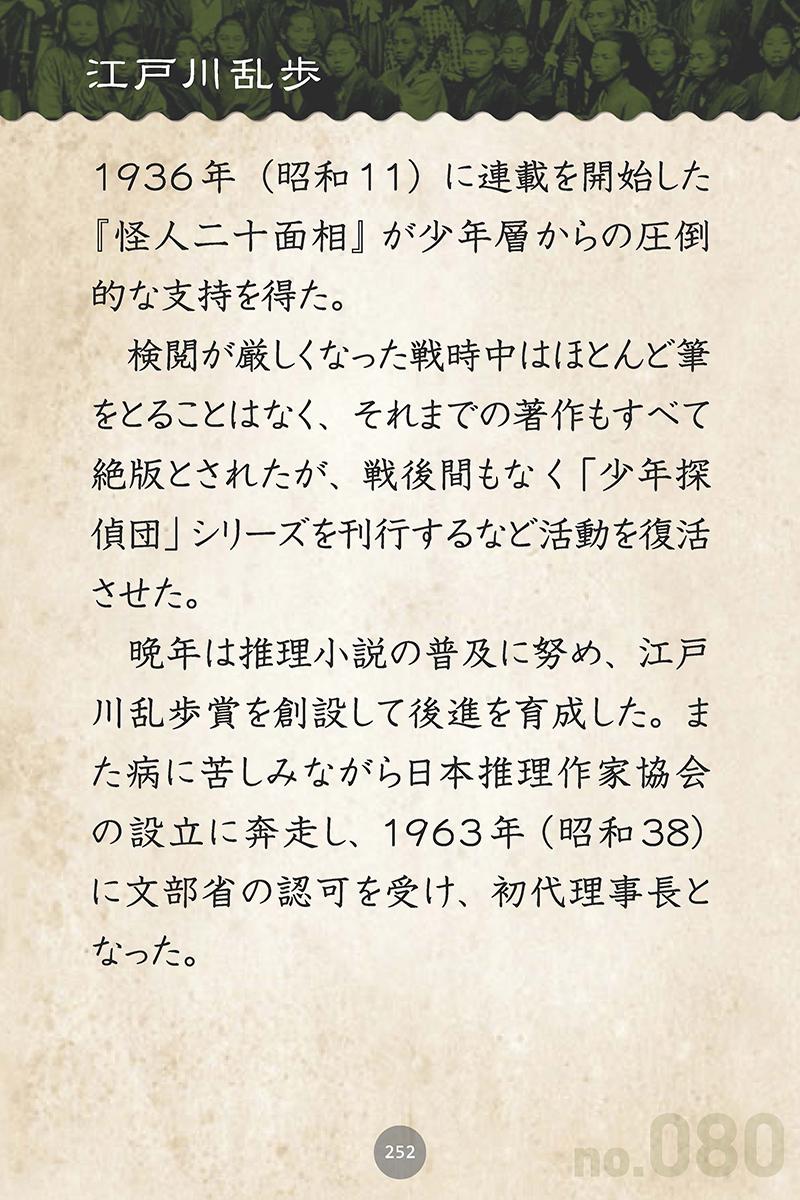 江戸川乱歩
1936年（昭和11）に連載を開始した
『怪人二十面相』が少年層からの圧倒
的な支持を得た。
検閲が厳しくなった戦時中はほとんど筆
をとることはなく、それまでの著作もすべて
絶版とされたが、戦後間もなく「少年探
偵団」シリーズを刊行するなど活動を復活
させた。
晩年は推理小説の普及に努め、江戸
川乱歩賞を創設して後進を育成した。ま
た病に苦しみながら日本推理作家協会
の設立に奔走し、1963年（昭和38）
に文部省の認可を受け、初代理事長と
なった。
252
no.080